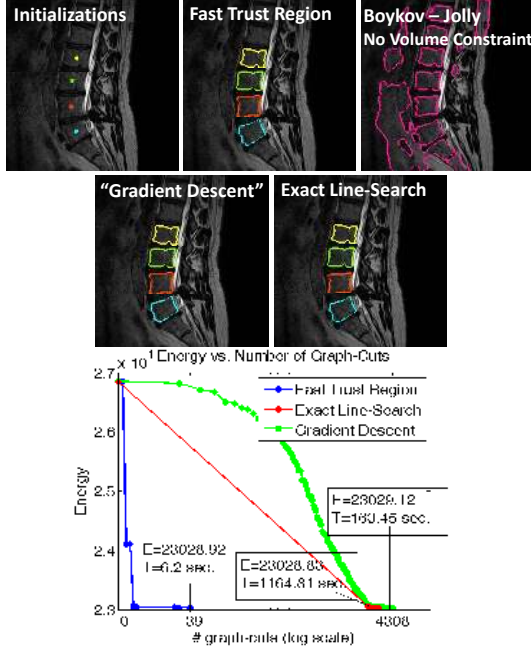 Initializations
Fast Trust Region
Boykov – Jolly
No Volume Constraint
"Gradient Descent"
Exact Line-Search
Energy vs. Number of Graph-Cuts
2.7
2.6
2.5
2.4
2.3
x 10
Energy
Fast Trust Region
Exact Line-Search
Gradient Descent
E=23029.12
T=163.45 sec.
E=23028.92
T=6.2 sec.
E=23028.83
T=1164.81 sec.
0
39
4308
# graph-cuts (log scale)